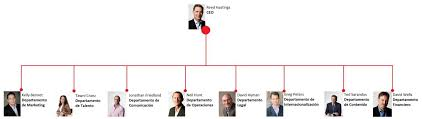 Reed Hastings
CEO
Kelly Bennett
Departamento
de Marketing
Tawni Cranz
Departamento
de Talento
Jonathan Friedland
Departamento de
Comunicación
Neil Hunt
Departamento
de Operaciones
David Hyman
Departamento
Legal
Greg Peters
Departamento de
Internacionalización
Ted Sarandos
Departamento
de Contenido
David Wells
Departamento
Financiero